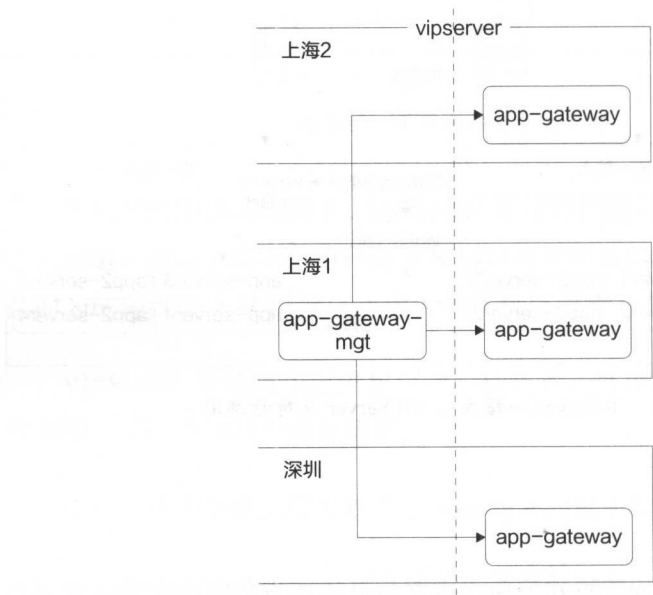 vipserver
上海2
app-gateway
上海1
app-gateway-
mgt
app-gateway
深圳
app-gateway